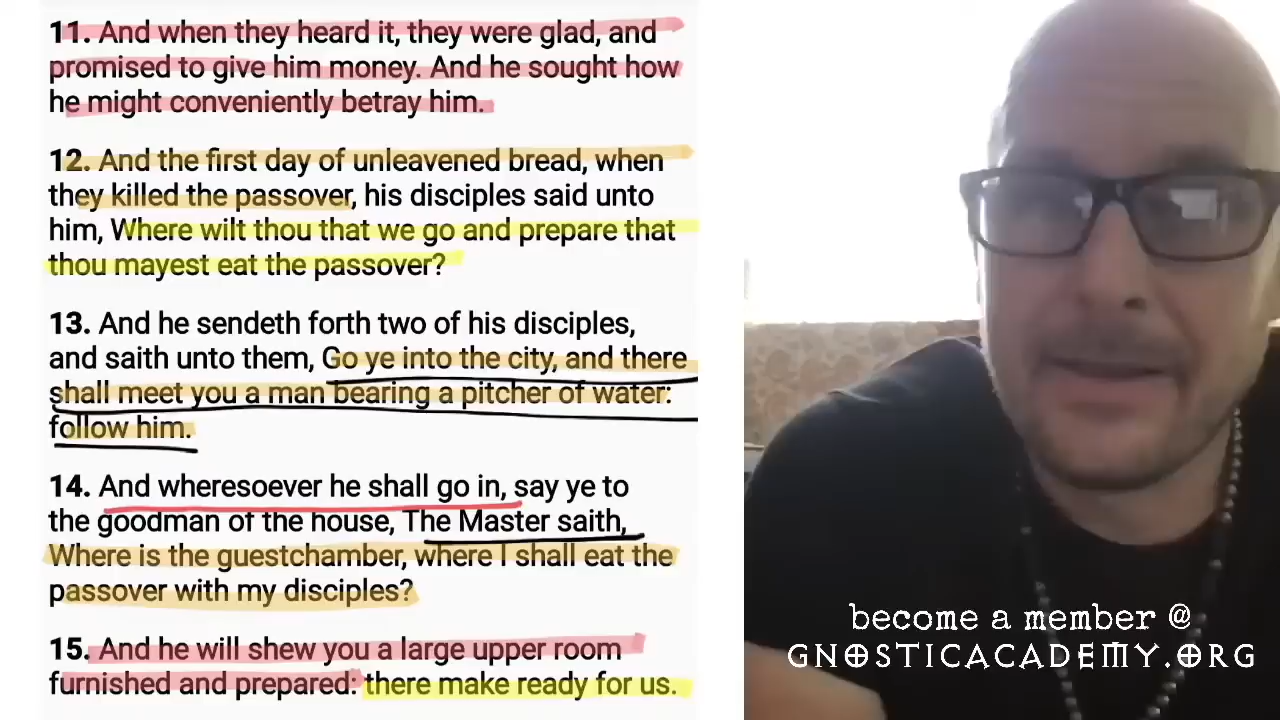 11. And when they heard it, they were glad, and
promised to give him money. And he sought how
he might conveniently betray him.
12. And the first day of unleavened bread, when
they killed the passover, his disciples said unto
him, Where wilt thou that we go and prepare that
thou mayest eat the passover?
13. And he sendeth forth two of his disciples,
and saith unto them, Go ye into the city, and there
shall meet you a man bearing a pitcher of water:
follow him.
14. And wheresoever he shall go in, say ye to
the goodman of the house, The Master saith,
Where is the guestchamber, where I shall eat the
passover with my disciples?
15. And he will shew you a large upper room
furnished and prepared: there make ready for us.
become a member @
GNOSTICACADEMY.ORG